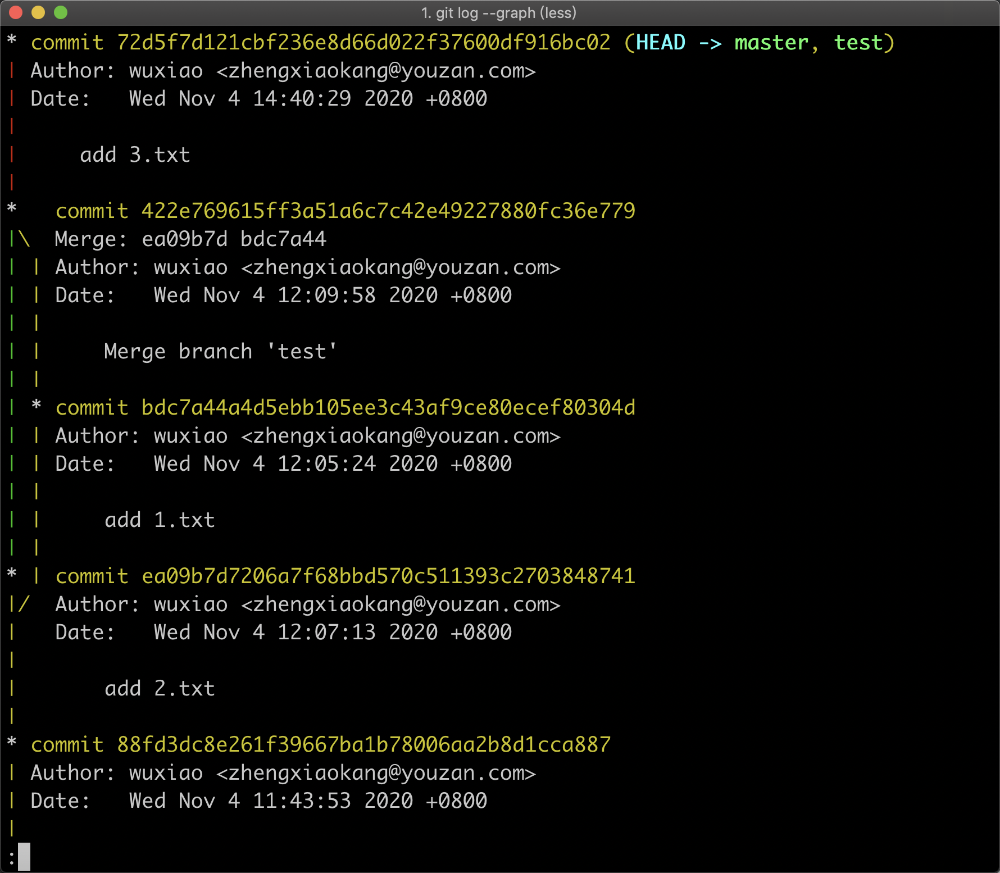 1. git log --graph (less)
* commit 72d5f7d121cbf236e8d66d022f37600df916bc02 (HEAD -> master, test)
| Author: wuxiao <zhengxiaokang@youzan.com>
| Date:   Wed Nov 4 14:40:29 2020 +0800
|
|     add 3.txt
|
*   commit 422e769615ff3a51a6c7c42e49227880fc36e779
|\  Merge: ea09b7d bdc7a44
| | Author: wuxiao <zhengxiaokang@youzan.com>
| | Date:   Wed Nov 4 12:09:58 2020 +0800
| |
| |     Merge branch 'test'
| |
| * commit bdc7a44a4d5ebb105ee3c43af9ce80ecef80304d
| | Author: wuxiao <zhengxiaokang@youzan.com>
| | Date:   Wed Nov 4 12:05:24 2020 +0800
| |
| |     add 1.txt
| |
* | commit ea09b7d7206a7f68bbd570c511393c2703848741
|/  Author: wuxiao <zhengxiaokang@youzan.com>
|   Date:   Wed Nov 4 12:07:13 2020 +0800
|
|       add 2.txt
|
* commit 88fd3dc8e261f39667ba1b78006aa2b8d1cca887
| Author: wuxiao <zhengxiaokang@youzan.com>
| Date:   Wed Nov 4 11:43:53 2020 +0800
|
: